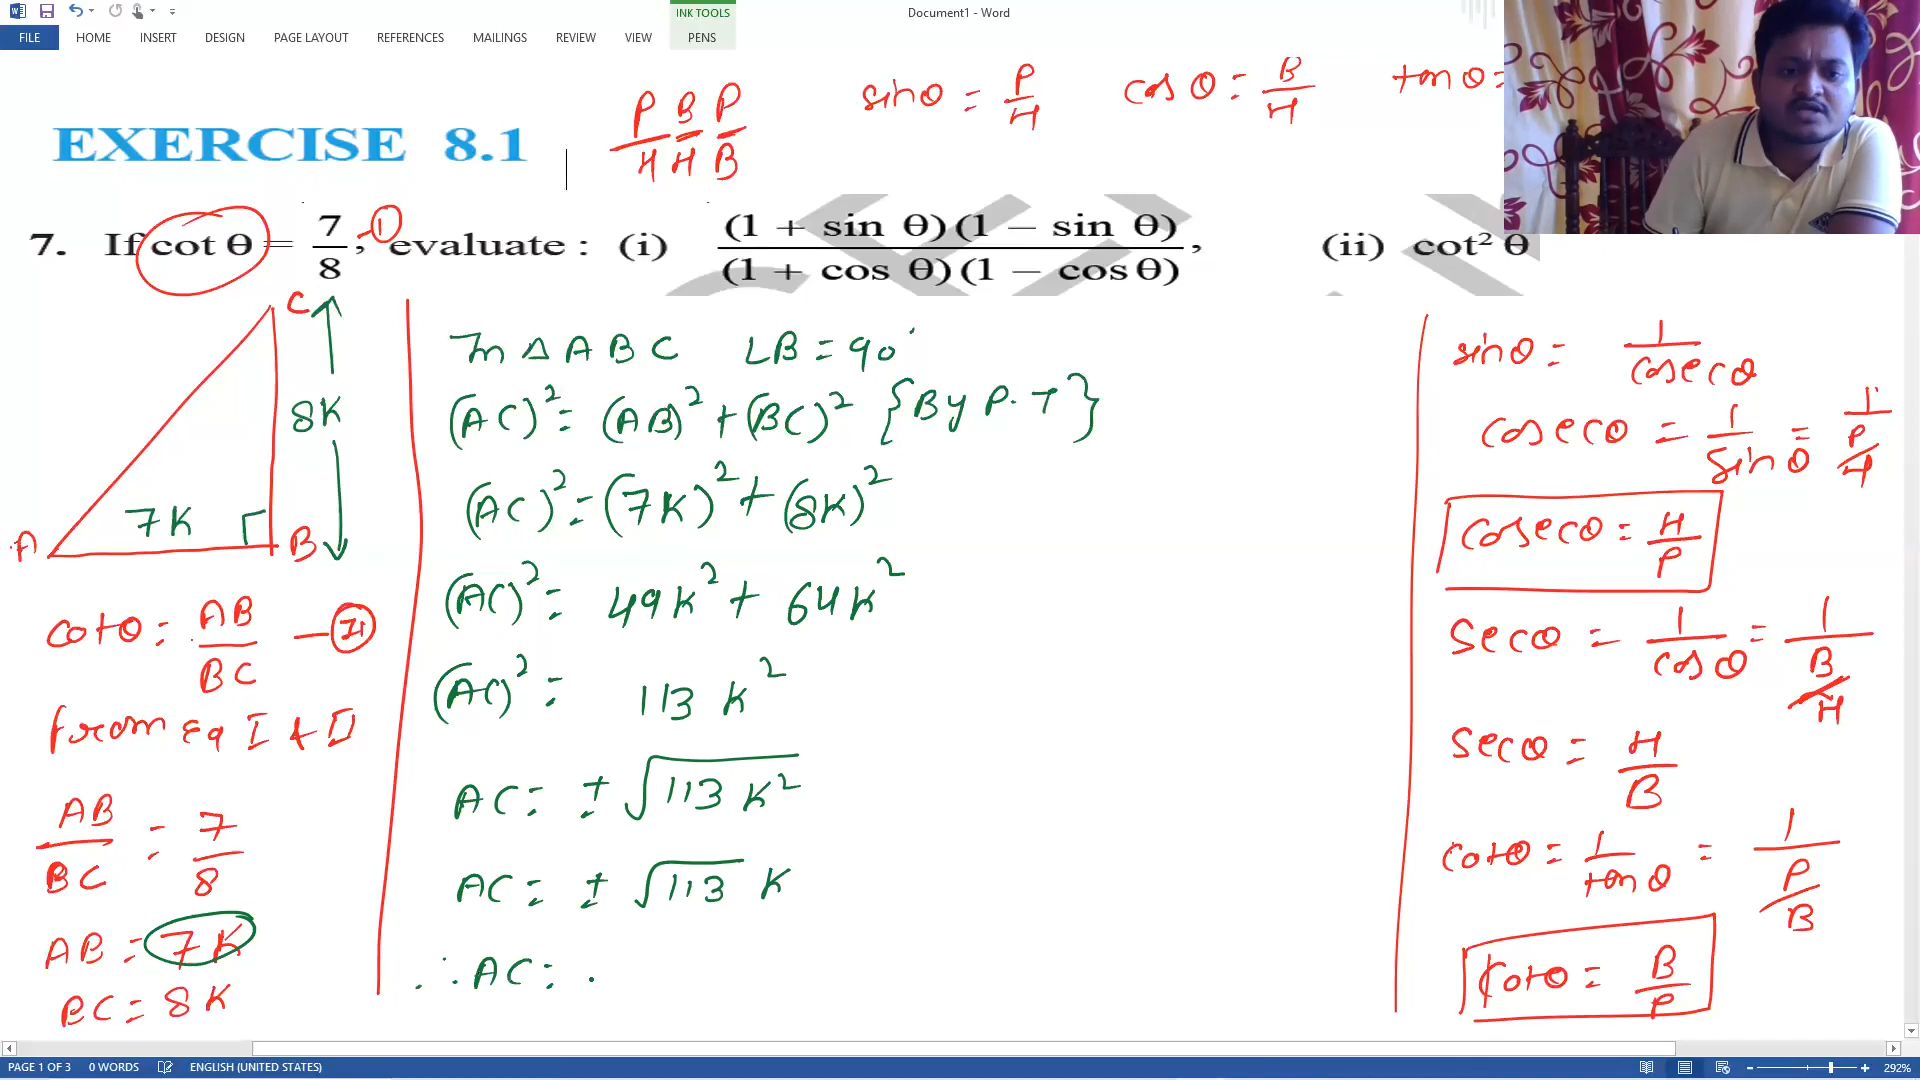 Document1 - Word
INK TOOLS
FILE HOME INSERT DESIGN PAGE LAYOUT REFERENCES MAILINGS REVIEW VIEW PENS
P/H B/H P/B
sinθ = P/H cosθ = B/H tanθ =
EXERCISE 8.1
7. If cot θ = 7/8, -① evaluate : (i) (1 + sin θ)(1 − sin θ)/(1 + cos θ)(1 − cos θ), (ii) cot² θ
C
8K
7K
A
B
cotθ = AB/BC — II
from Eq I & II
AB/BC = 7/8
AB = 7K
BC = 8K
In Δ ABC ∠B = 90°
(AC)² = (AB)² + (BC)² {By P.T}
(AC)² = (7K)² + (8K)²
(AC)² = 49K² + 64K²
(AC)² = 113 K²
AC = ± √113 K²
AC = ± √113 K
∴ AC =
sinθ = 1/cosecθ
cosecθ = 1/sinθ = 1/P/H
cosecθ = H/P
secθ = 1/cosθ = 1/B/H
secθ = H/B
cotθ = 1/tanθ = 1/P/B
cotθ = B/P
PAGE 1 OF 3 0 WORDS ENGLISH (UNITED STATES) 292%